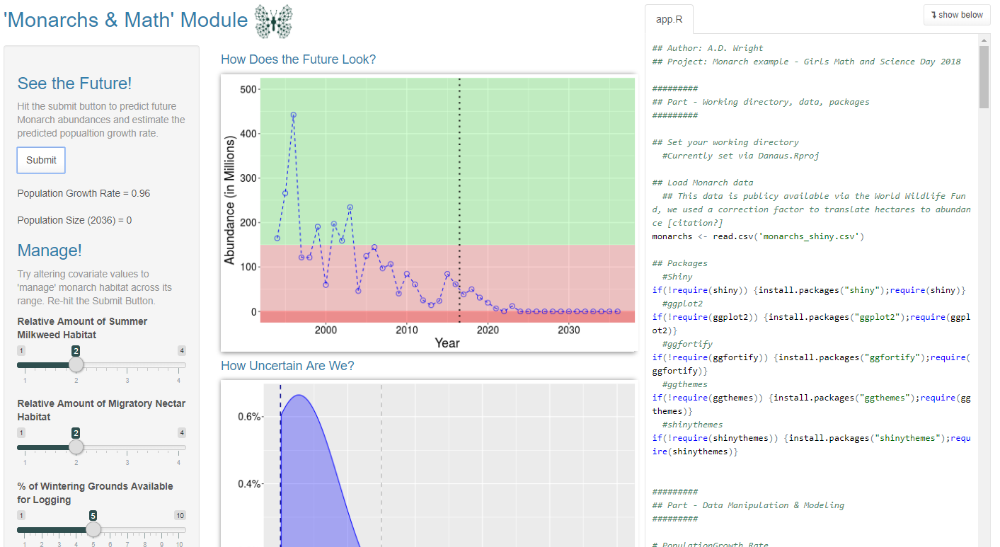 'Monarchs & Math' Module
See the Future!
Hit the submit button to predict future
Monarch abundances and estimate the
predicted popualtion growth rate.
Submit
Population Growth Rate = 0.96
Population Size (2036) = 0
Manage!
Try altering covariate values to
'manage' monarch habitat across its
range. Re-hit the Submit Button.
Relative Amount of Summer
Milkweed Habitat
1 2 4
1 2 3 4
Relative Amount of Migratory Nectar
Habitat
1 2 4
1 2 3 4
% of Wintering Grounds Available
for Logging
1 5 10
1 2 3 4 5 6 7 8 9 10
How Does the Future Look?
Abundance (in Millions)
500
400
300
200
100
0
2000 2010 2020 2030
Year
How Uncertain Are We?
0.6%
0.4%
app.R
show below
## Author: A.D. Wright
## Project: Monarch example - Girls Math and Science Day 2018
#########
## Part - Working directory, data, packages
#########
## Set your working directory
#Currently set via Danaus.Rproj
## Load Monarch data
## This data is publicy available via the World Wildlife Fun
d, we used a correction factor to translate hectares to abundan
ce [citation?]
monarchs <- read.csv('monarchs_shiny.csv')
## Packages
#Shiny
if(!require(shiny)) {install.packages("shiny");require(shiny)}
#ggplot2
if(!require(ggplot2)) {install.packages("ggplot2");require(ggpl
ot2)}
#ggfortify
if(!require(ggfortify)) {install.packages("ggfortify");require(
ggfortify)}
#ggthemes
if(!require(ggthemes)) {install.packages("ggthemes");require(gg
themes)}
#shinythemes
if(!require(shinythemes)) {install.packages("shinythemes");requ
ire(shinythemes)}
#########
## Part - Data Manipulation & Modeling
#########
# PopulationGrowth Rate